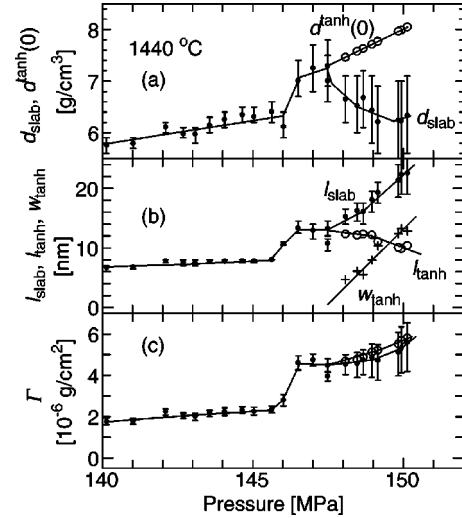 1440 °C
d^tanh(0)
(a)
d_slab
d_slab, d^tanh(0)
[g/cm³]
8
7
6
(b)
l_slab
l_tanh
w_tanh
l_slab, l_tanh, w_tanh
[nm]
20
10
0
(c)
Γ
[10⁻⁶ g/cm²]
6
4
2
0
140
145
150
Pressure [MPa]